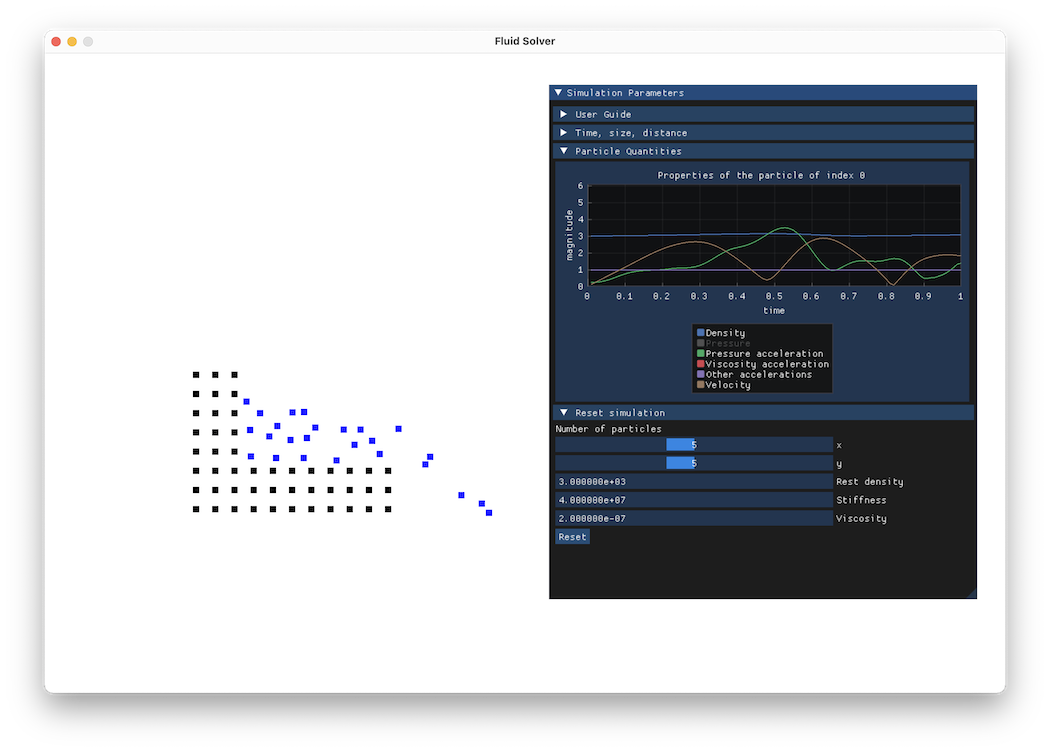 Fluid Solver
▼ Simulation Parameters
▶ User Guide
▶ Time, size, distance
▼ Particle Quantities
Properties of the particle of index 0
magnitude
6
5
4
3
2
1
0
0 0.1 0.2 0.3 0.4 0.5 0.6 0.7 0.8 0.9 1
time
Density
Pressure
Pressure acceleration
Viscosity acceleration
Other accelerations
Velocity
▼ Reset simulation
Number of particles
5 x
5 y
3.000000e+03 Rest density
4.000000e+07 Stiffness
2.000000e-07 Viscosity
Reset